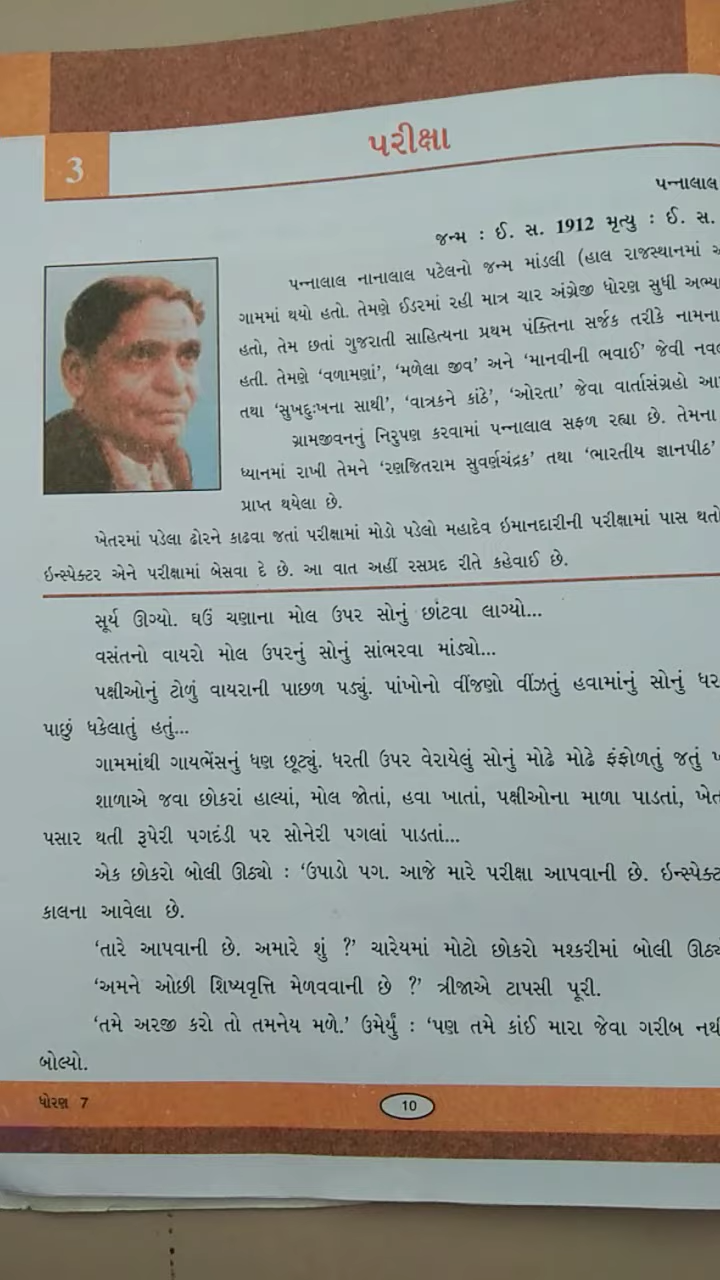 3
પરીક્ષા
પન્નાલાલ
જન્મ : ઈ. સ. 1912 મૃત્યુ : ઈ. સ.
પન્નાલાલ નાનાલાલ પટેલનો જન્મ માંડલી (હાલ રાજસ્થાનમાં
ગામમાં થયો હતો. તેમણે ઈડરમાં રહી માત્ર ચાર અંગ્રેજી ધોરણ સુધી
હતો, તેમ છતાં ગુજરાતી સાહિત્યના પ્રથમ પંક્તિના સર્જક તરીકે નામના
હતી. તેમણે ‘વળામણાં’, ‘મળેલા જીવ’ અને ‘માનવીની ભવાઈ’ જેવી
તથા ‘સુખદુઃખના સાથી’, ‘વાત્રકને કાંઠે’, ‘ઓરતા’ જેવા વાર્તાસંગ્રહો
ગ્રામજીવનનું નિરુપણ કરવામાં પન્નાલાલ સફળ રહ્યા છે. તેમના
ધ્યાનમાં રાખી તેમને ‘રણજિતરામ સુવર્ણચંદ્રક’ તથા ‘ભારતીય જ્ઞાનપીઠ’
પ્રાપ્ત થયેલા છે.
ખેતરમાં પડેલા ઢોરને કાઢવા જતાં પરીક્ષામાં મોડો પડેલો મહાદેવ ઇમાનદારીની પરીક્ષામાં પાસ થતો
ઇન્સ્પેક્ટર એને પરીક્ષામાં બેસવા દે છે. આ વાત અહીં રસપ્રદ રીતે કહેવાઈ છે.
સૂર્ય ઊગ્યો. ઘઉં ચણાના મોલ ઉપર સોનું છાંટવા લાગ્યો...
વસંતનો વાયરો મોલ ઉપરનું સોનું સાંભરવા માંડ્યો...
પક્ષીઓનું ટોળું વાયરાની પાછળ પડ્યું. પાંખોનો વીંજણો વીંઝતું હવામાંનું સોનું
પાછું ધકેલાતું હતું...
ગામમાંથી ગાયભેંસનું ધણ છૂટ્યું. ધરતી ઉપર વેરાયેલું સોનું મોઢે મોઢે ફંફોળતું જતું
શાળાએ જવા છોકરાં હાલ્યાં, મોલ જોતાં, હવા ખાતાં, પક્ષીઓના માળા પાડતાં,
પસાર થતી રૂપેરી પગદંડી પર સોનેરી પગલાં પાડતાં...
એક છોકરો બોલી ઊઠ્યો : ‘ઉપાડો પગ. આજે મારે પરીક્ષા આપવાની છે.
કાલના આવેલા છે.
‘તારે આપવાની છે. અમારે શું ?’ ચારેયમાં મોટો છોકરો મશ્કરીમાં બોલી
‘અમને ઓછી શિષ્યવૃત્તિ મેળવવાની છે ?’ ત્રીજાએ ટાપસી પૂરી.
‘તમે અરજી કરો તો તમનેય મળે.’ ઉમેર્યું : ‘પણ તમે કાંઈ મારા જેવા ગરીબ
બોલ્યો.
ધોરણ 7
10